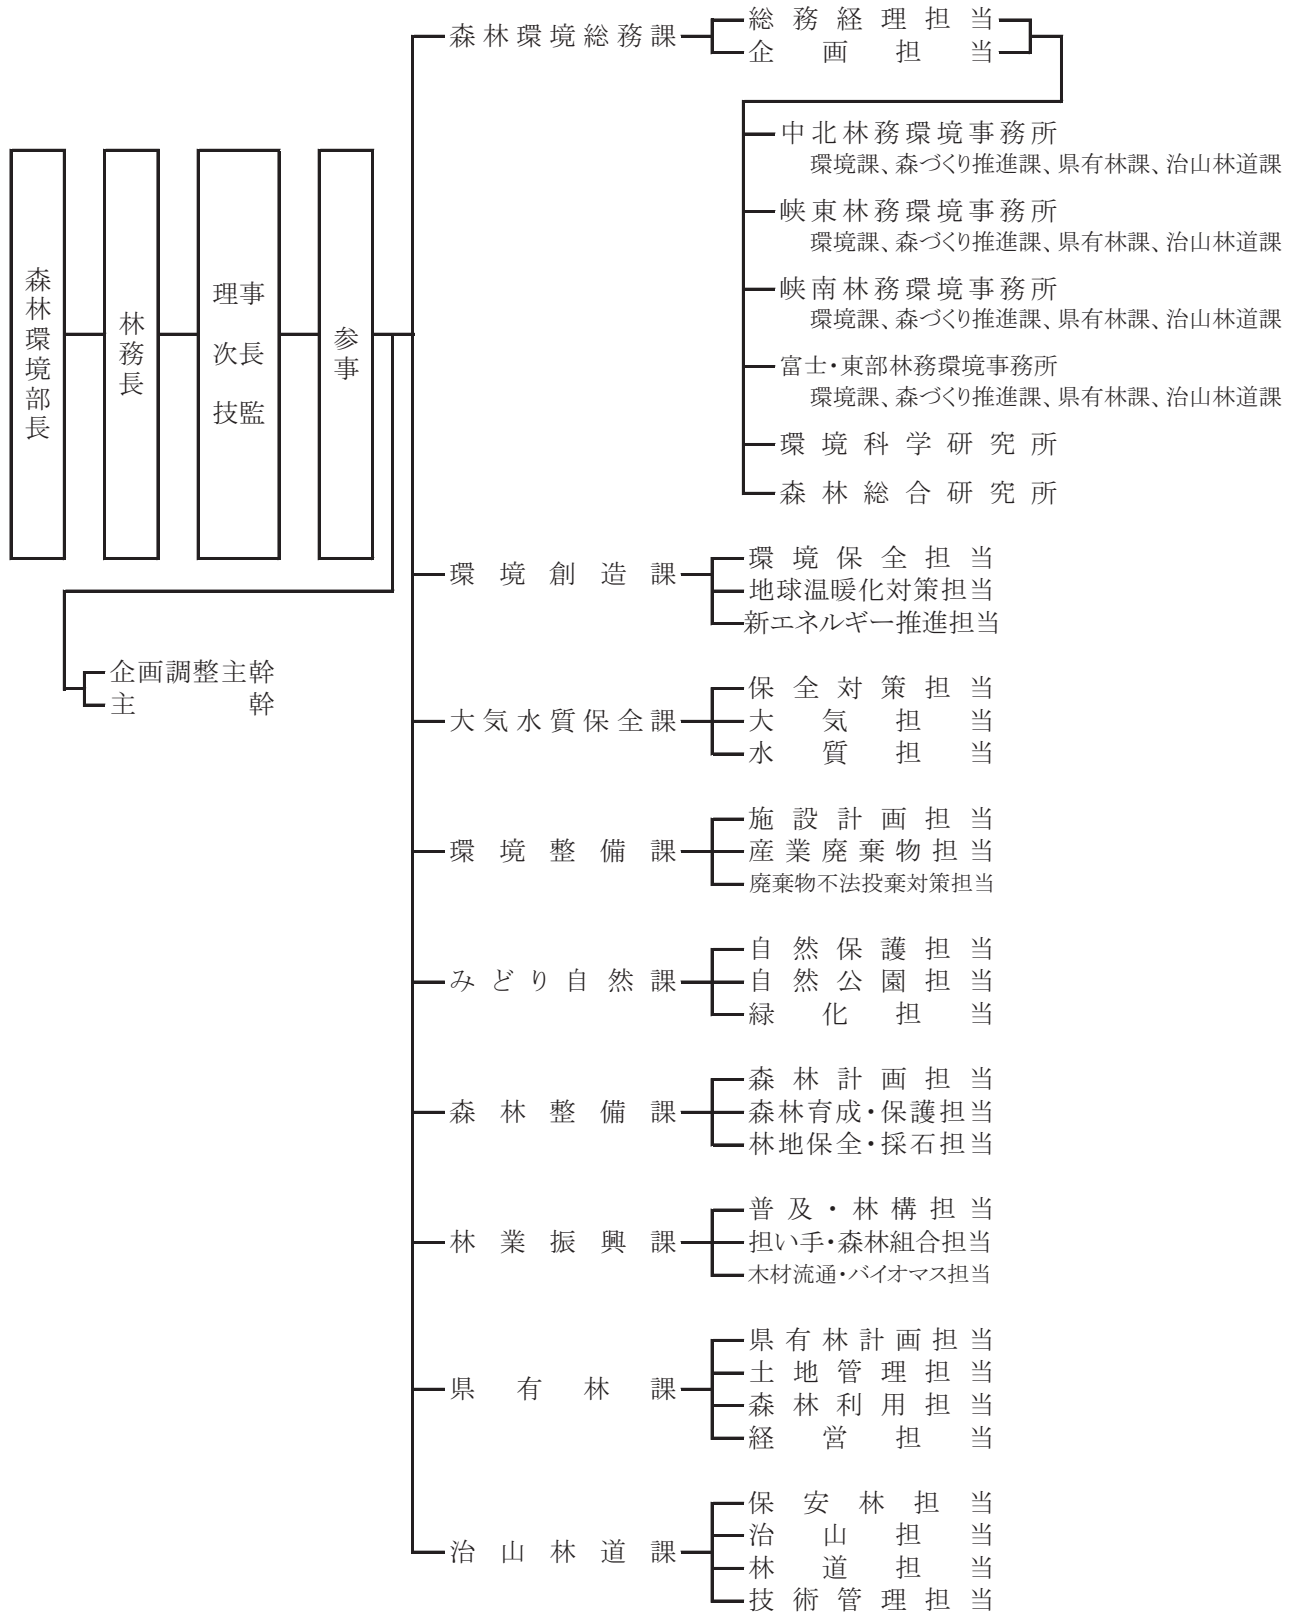 森林環境部長
林務長
理事
次長
技監
参事
企画調整主幹
主幹
森林環境総務課
総務経理担当
企画担当
中北林務環境事務所
環境課、森づくり推進課、県有林課、治山林道課
峡東林務環境事務所
環境課、森づくり推進課、県有林課、治山林道課
峡南林務環境事務所
環境課、森づくり推進課、県有林課、治山林道課
富士・東部林務環境事務所
環境課、森づくり推進課、県有林課、治山林道課
環境科学研究所
森林総合研究所
環境創造課
環境保全担当
地球温暖化対策担当
新エネルギー推進担当
大気水質保全課
保全対策担当
大気担当
水質担当
環境整備課
施設計画担当
産業廃棄物担当
廃棄物不法投棄対策担当
みどり自然課
自然保護担当
自然公園担当
緑化担当
森林整備課
森林計画担当
森林育成・保護担当
林地保全・採石担当
林業振興課
普及・林構担当
担い手・森林組合担当
木材流通・バイオマス担当
県有林課
県有林計画担当
土地管理担当
森林利用担当
経営担当
治山林道課
保安林担当
治山担当
林道担当
技術管理担当